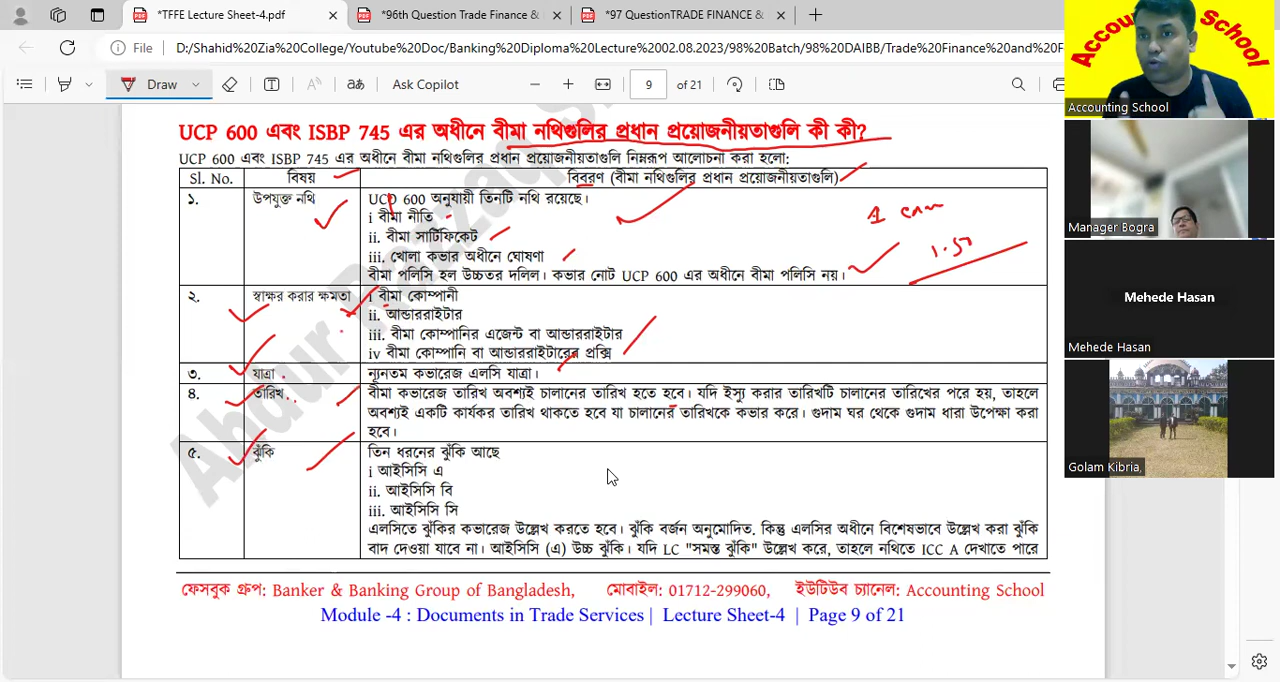 *TFFE Lecture Sheet-4.pdf
*96th Question Trade Finance &
*97 QuestionTRADE FINANCE &
File
D:/Shahid%20Zia%20College/Youtube%20Doc/Banking%20Diploma%20Lecture%2002.08.2023/98%20Batch/98%20DAIBB/Trade%20Finance%20and%20F
Draw
aあ
Ask Copilot
9 of 21
UCP 600 এবং ISBP 745 এর অধীনে বীমা নথিগুলির প্রধান প্রয়োজনীয়তাগুলি কী কী?
UCP 600 এবং ISBP 745 এর অধীনে বীমা নথিগুলির প্রধান প্রয়োজনীয়তাগুলি নিম্নরূপ আলোচনা করা হলো:
Sl. No. বিষয় বিবরণ (বীমা নথিগুলির প্রধান প্রয়োজনীয়তাগুলি)
১. উপযুক্ত নথি UCP 600 অনুযায়ী তিনটি নথি রয়েছে।
i বীমা নীতি
ii. বীমা সার্টিফিকেট
iii. খোলা কভার অধীনে ঘোষণা
বীমা পলিসি হল উচ্চতর দলিল। কভার নোট UCP 600 এর অধীনে বীমা পলিসি নয়।
২. স্বাক্ষর করার ক্ষমতা i বীমা কোম্পানী
ii. আন্ডাররাইটার
iii. বীমা কোম্পানির এজেন্ট বা আন্ডাররাইটার
iv বীমা কোম্পানি বা আন্ডাররাইটারের প্রক্সি
৩. যাত্রা ন্যূনতম কভারেজ এলসি যাত্রা।
৪. তারিখ বীমা কভারেজ তারিখ অবশ্যই চালানের তারিখ হতে হবে। যদি ইস্যু করার তারিখটি চালানের তারিখের পরে হয়, তাহলে
অবশ্যই একটি কার্যকর তারিখ থাকতে হবে যা চালানের তারিখকে কভার করে। গুদাম ঘর থেকে গুদাম ধারা উপেক্ষা করা
হবে।
৫. ঝুঁকি তিন ধরনের ঝুঁকি আছে
i আইসিসি এ
ii. আইসিসি বি
iii. আইসিসি সি
এলসিতে ঝুঁকির কভারেজ উল্লেখ করতে হবে। ঝুঁকি বর্জন অনুমোদিত. কিন্তু এলসির অধীনে বিশেষভাবে উল্লেখ করা ঝুঁকি
বাদ দেওয়া যাবে না। আইসিসি (এ) উচ্চ ঝুঁকি। যদি LC "সমস্ত ঝুঁকি" উল্লেখ করে, তাহলে নথিতে ICC A দেখাতে পারে
ফেসবুক গ্রুপ: Banker & Banking Group of Bangladesh, মোবাইল: 01712-299060, ইউটিউব চ্যানেল: Accounting School
Module -4 : Documents in Trade Services | Lecture Sheet-4 | Page 9 of 21
Accounting School
Manager Bogra
Mehede Hasan
Mehede Hasan
Golam Kibria,